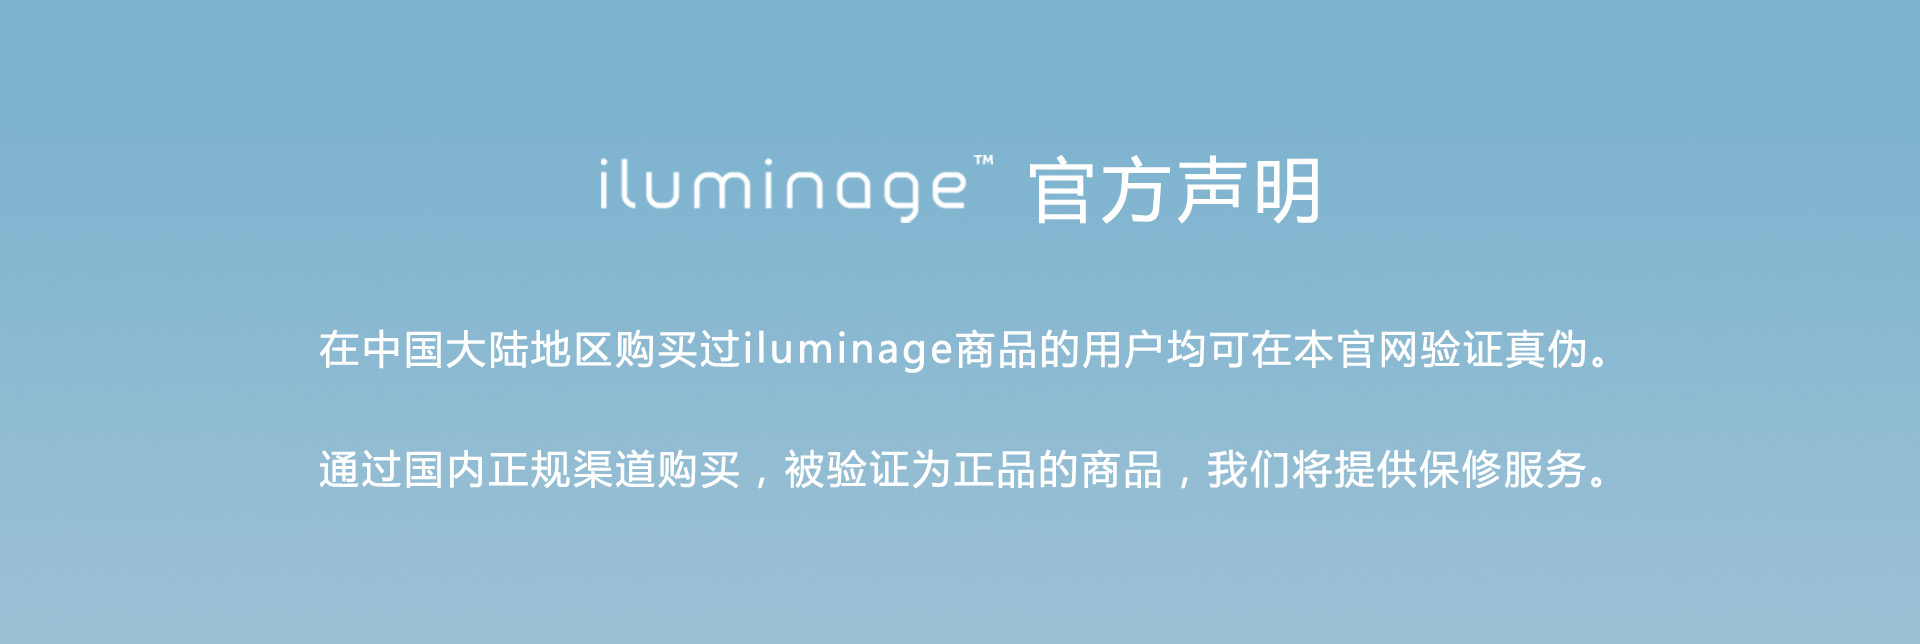 iluminage™ 官方声明
在中国大陆地区购买过iluminage商品的用户均可在本官网验证真伪。
通过国内正规渠道购买，被验证为正品的商品，我们将提供保修服务。